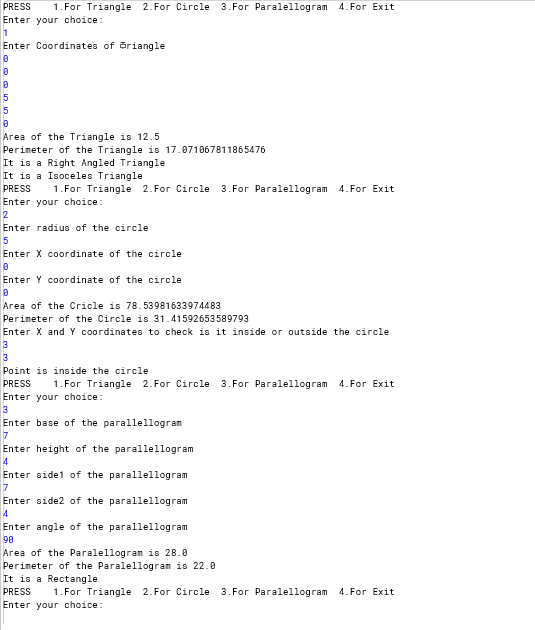 PRESS    1.For Triangle  2.For Circle  3.For Paralellogram  4.For Exit
Enter your choice:
1
Enter Coordinates of Triangle
0
0
0
5
5
0
Area of the Triangle is 12.5
Perimeter of the Triangle is 17.071067811865476
It is a Right Angled Triangle
It is a Isoceles Triangle
PRESS    1.For Triangle  2.For Circle  3.For Paralellogram  4.For Exit
Enter your choice:
2
Enter radius of the circle
5
Enter X coordinate of the circle
0
Enter Y coordinate of the circle
0
Area of the Cricle is 78.53981633974483
Perimeter of the Circle is 31.41592653589793
Enter X and Y coordinates to check is it inside or outside the circle
3
3
Point is inside the circle
PRESS    1.For Triangle  2.For Circle  3.For Paralellogram  4.For Exit
Enter your choice:
3
Enter base of the parallellogram
7
Enter height of the parallellogram
4
Enter side1 of the parallellogram
7
Enter side2 of the parallellogram
4
Enter angle of the parallellogram
90
Area of the Paralellogram is 28.0
Perimeter of the Paralellogram is 22.0
It is a Rectangle
PRESS    1.For Triangle  2.For Circle  3.For Paralellogram  4.For Exit
Enter your choice: